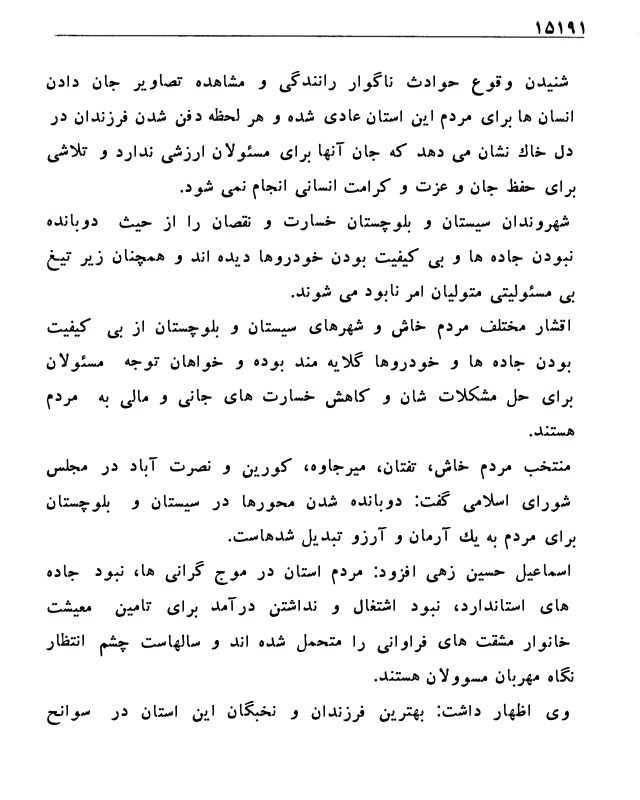 ۱۵۱۹۱
شنیدن وقوع حوادث ناگوار رانندگی و مشاهده تصاویر جان دادن
انسان ها برای مردم این استان عادی شده و هر لحظه دفن شدن فرزندان در
دل خاك نشان می دهد که جان آنها برای مسئولان ارزشی ندارد و تلاشی
برای حفظ جان و عزت و کرامت انسانی انجام نمی شود.
شهروندان سیستان و بلوچستان خسارت و نقصان را از حیث دوبانده
نبودن جاده ها و بی کیفیت بودن خودروها دیده اند و همچنان زیر تیغ
بی مسئولیتی متولیان امر نابود می شوند.
اقشار مختلف مردم خاش و شهرهای سیستان و بلوچستان از بی کیفیت
بودن جاده ها و خودروها گلایه مند بوده و خواهان توجه مسئولان
برای حل مشکلات شان و کاهش خسارت های جانی و مالی به مردم
هستند.
منتخب مردم خاش، تفتان، میرجاوه، کورین و نصرت آباد در مجلس
شورای اسلامی گفت: دوبانده شدن محورها در سیستان و بلوچستان
برای مردم به یك آرمان و آرزو تبدیل شدهاست.
اسماعیل حسین زهی افزود: مردم استان در موج گرانی ها، نبود جاده
های استاندارد، نبود اشتغال و نداشتن درآمد برای تامین معیشت
خانوار مشقت های فراوانی را متحمل شده اند و سالهاست چشم انتظار
نگاه مهربان مسوولان هستند.
وی اظهار داشت: بهترین فرزندان و نخبگان این استان در سوانح